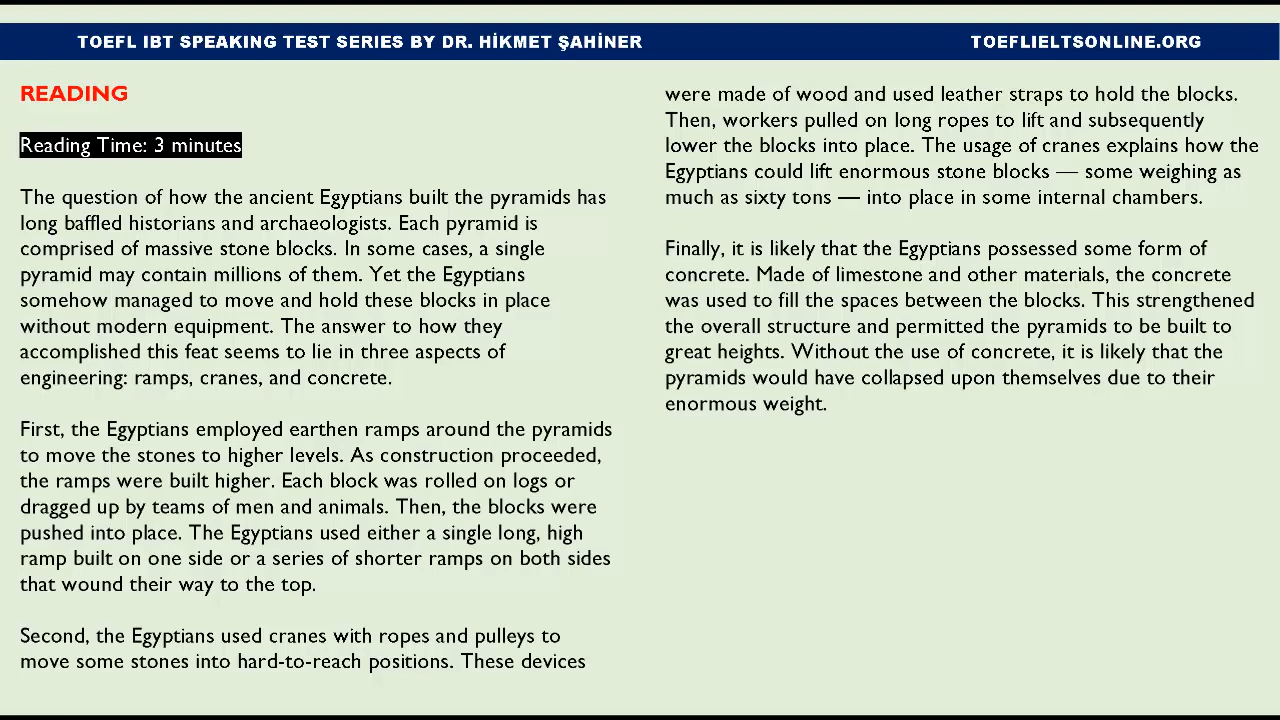 TOEFL IBT SPEAKING TEST SERIES BY DR. HİKMET ŞAHİNER
TOEFLIELTSONLINE.ORG
READING
Reading Time: 3 minutes
The question of how the ancient Egyptians built the pyramids has
long baffled historians and archaeologists. Each pyramid is
comprised of massive stone blocks. In some cases, a single
pyramid may contain millions of them. Yet the Egyptians
somehow managed to move and hold these blocks in place
without modern equipment. The answer to how they
accomplished this feat seems to lie in three aspects of
engineering: ramps, cranes, and concrete.
First, the Egyptians employed earthen ramps around the pyramids
to move the stones to higher levels. As construction proceeded,
the ramps were built higher. Each block was rolled on logs or
dragged up by teams of men and animals. Then, the blocks were
pushed into place. The Egyptians used either a single long, high
ramp built on one side or a series of shorter ramps on both sides
that wound their way to the top.
Second, the Egyptians used cranes with ropes and pulleys to
move some stones into hard-to-reach positions. These devices
were made of wood and used leather straps to hold the blocks.
Then, workers pulled on long ropes to lift and subsequently
lower the blocks into place. The usage of cranes explains how the
Egyptians could lift enormous stone blocks — some weighing as
much as sixty tons — into place in some internal chambers.
Finally, it is likely that the Egyptians possessed some form of
concrete. Made of limestone and other materials, the concrete
was used to fill the spaces between the blocks. This strengthened
the overall structure and permitted the pyramids to be built to
great heights. Without the use of concrete, it is likely that the
pyramids would have collapsed upon themselves due to their
enormous weight.